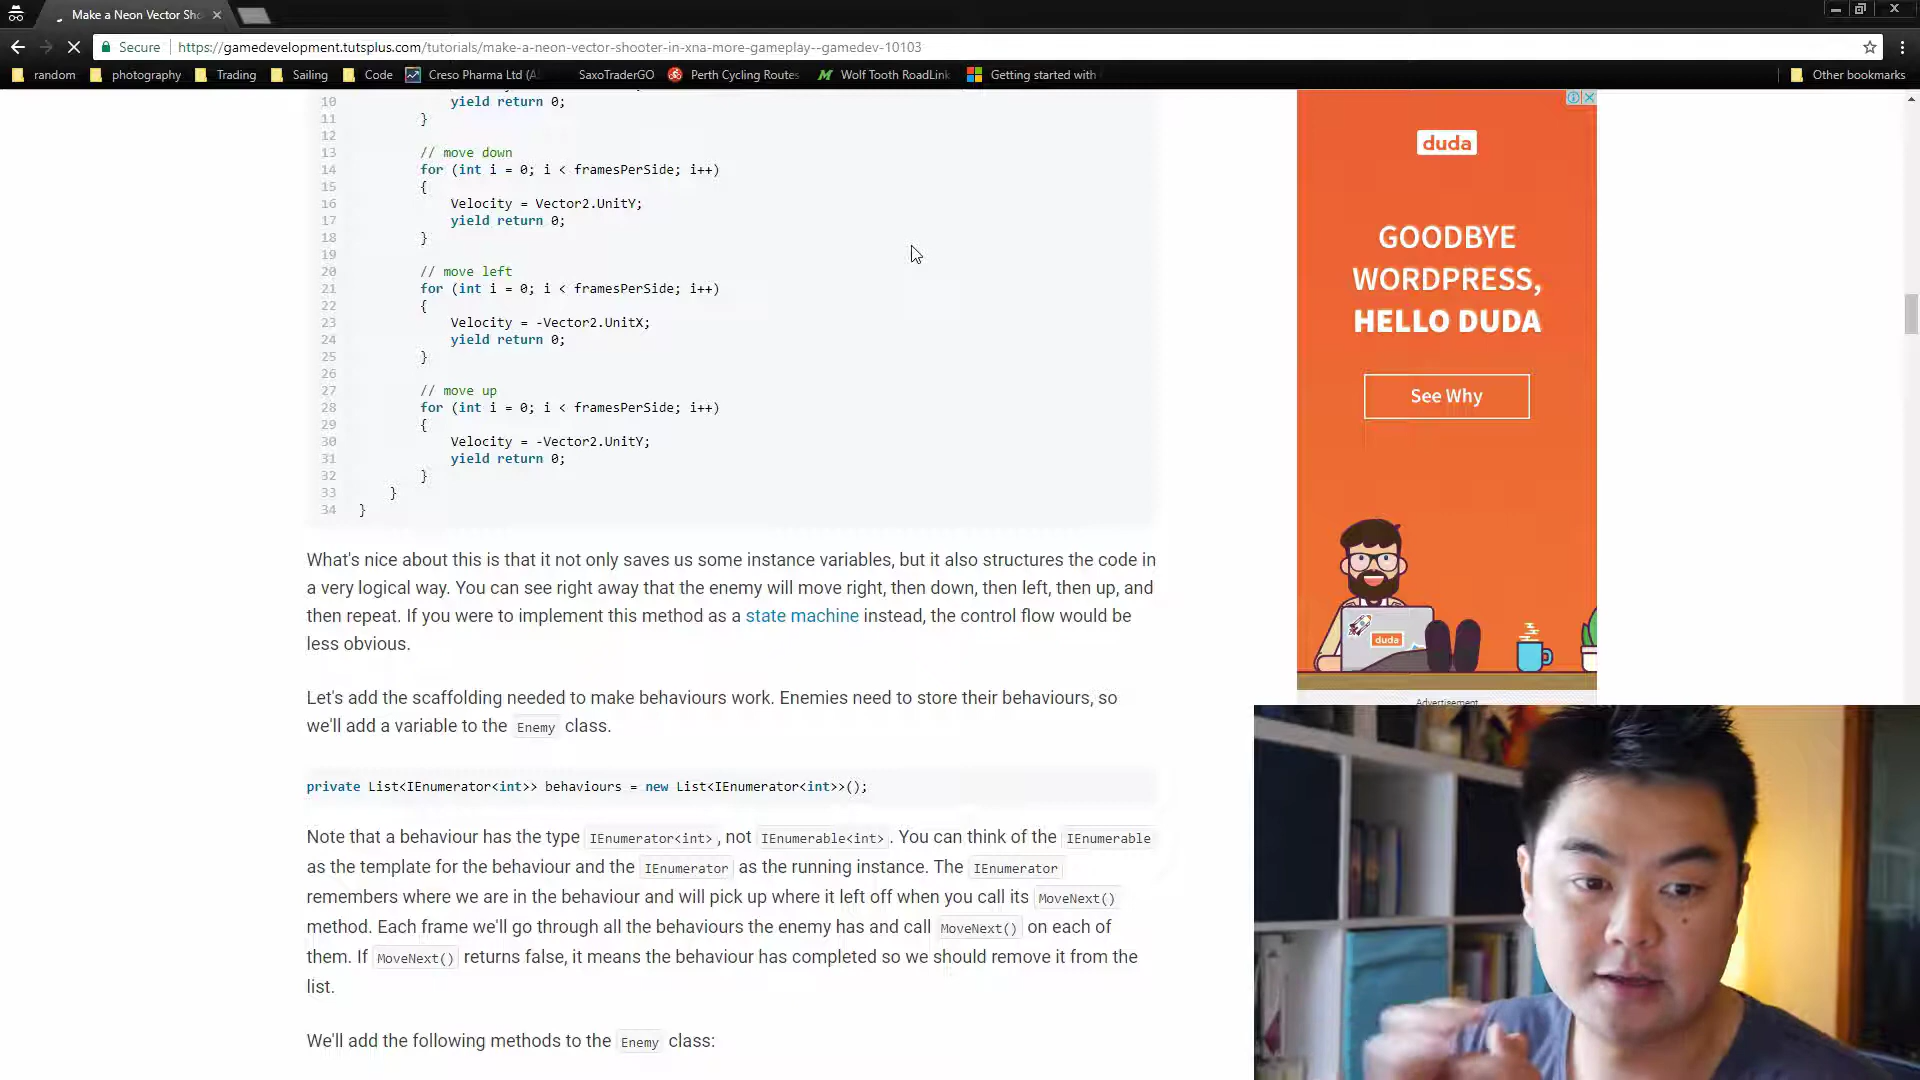 Make a Neon Vector Sho
Secure
https://gamedevelopment.tutsplus.com/tutorials/make-a-neon-vector-shooter-in-xna-more-gameplay--gamedev-10103
random
photography
Trading
Sailing
Code
Creso Pharma Ltd (A
SaxoTraderGO
Perth Cycling Routes
Wolf Tooth RoadLink
Getting started with
Other bookmarks
10 yield return 0;
11 }
12
13 // move down
14 for (int i = 0; i < framesPerSide; i++)
15 {
16 Velocity = Vector2.UnitY;
17 yield return 0;
18 }
19
20 // move left
21 for (int i = 0; i < framesPerSide; i++)
22 {
23 Velocity = -Vector2.UnitX;
24 yield return 0;
25 }
26
27 // move up
28 for (int i = 0; i < framesPerSide; i++)
29 {
30 Velocity = -Vector2.UnitY;
31 yield return 0;
32 }
33 }
34 }
What's nice about this is that it not only saves us some instance variables, but it also structures the code in
a very logical way. You can see right away that the enemy will move right, then down, then left, then up, and
then repeat. If you were to implement this method as a state machine instead, the control flow would be
less obvious.
Let's add the scaffolding needed to make behaviours work. Enemies need to store their behaviours, so
we'll add a variable to the Enemy class.
private List<IEnumerator<int>> behaviours = new List<IEnumerator<int>>();
Note that a behaviour has the type IEnumerator<int>, not IEnumerable<int>. You can think of the IEnumerable
as the template for the behaviour and the IEnumerator as the running instance. The IEnumerator
remembers where we are in the behaviour and will pick up where it left off when you call its MoveNext()
method. Each frame we'll go through all the behaviours the enemy has and call MoveNext() on each of
them. If MoveNext() returns false, it means the behaviour has completed so we should remove it from the
list.
We'll add the following methods to the Enemy class:
duda
GOODBYE
WORDPRESS,
HELLO DUDA
See Why
duda
Advertisement